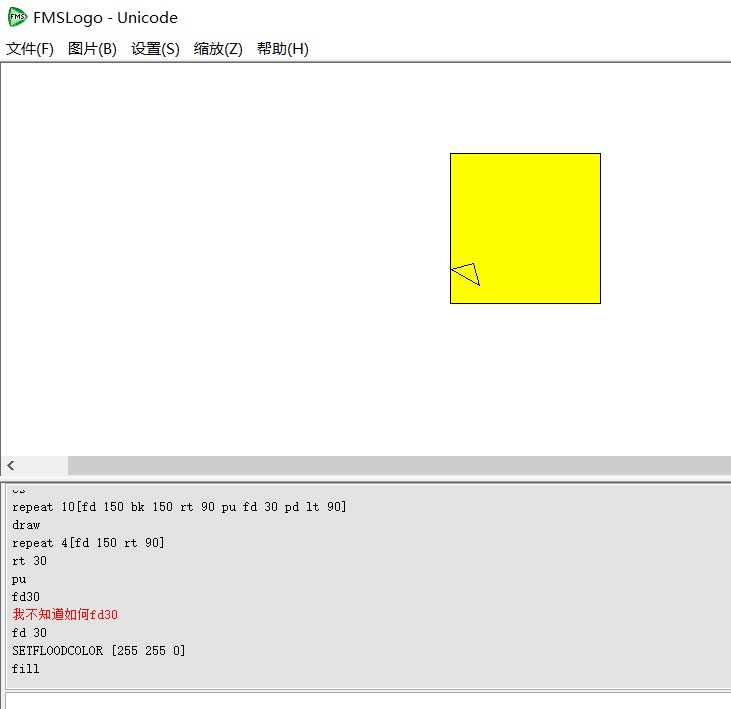 FMSLogo - Unicode
文件(F) 图片(B) 设置(S) 缩放(Z) 帮助(H)
repeat 10[fd 150 bk 150 rt 90 pu fd 30 pd lt 90]
draw
repeat 4[fd 150 rt 90]
rt 30
pu
fd30
我不知道如何fd30
fd 30
SETFLOODCOLOR [255 255 0]
fill